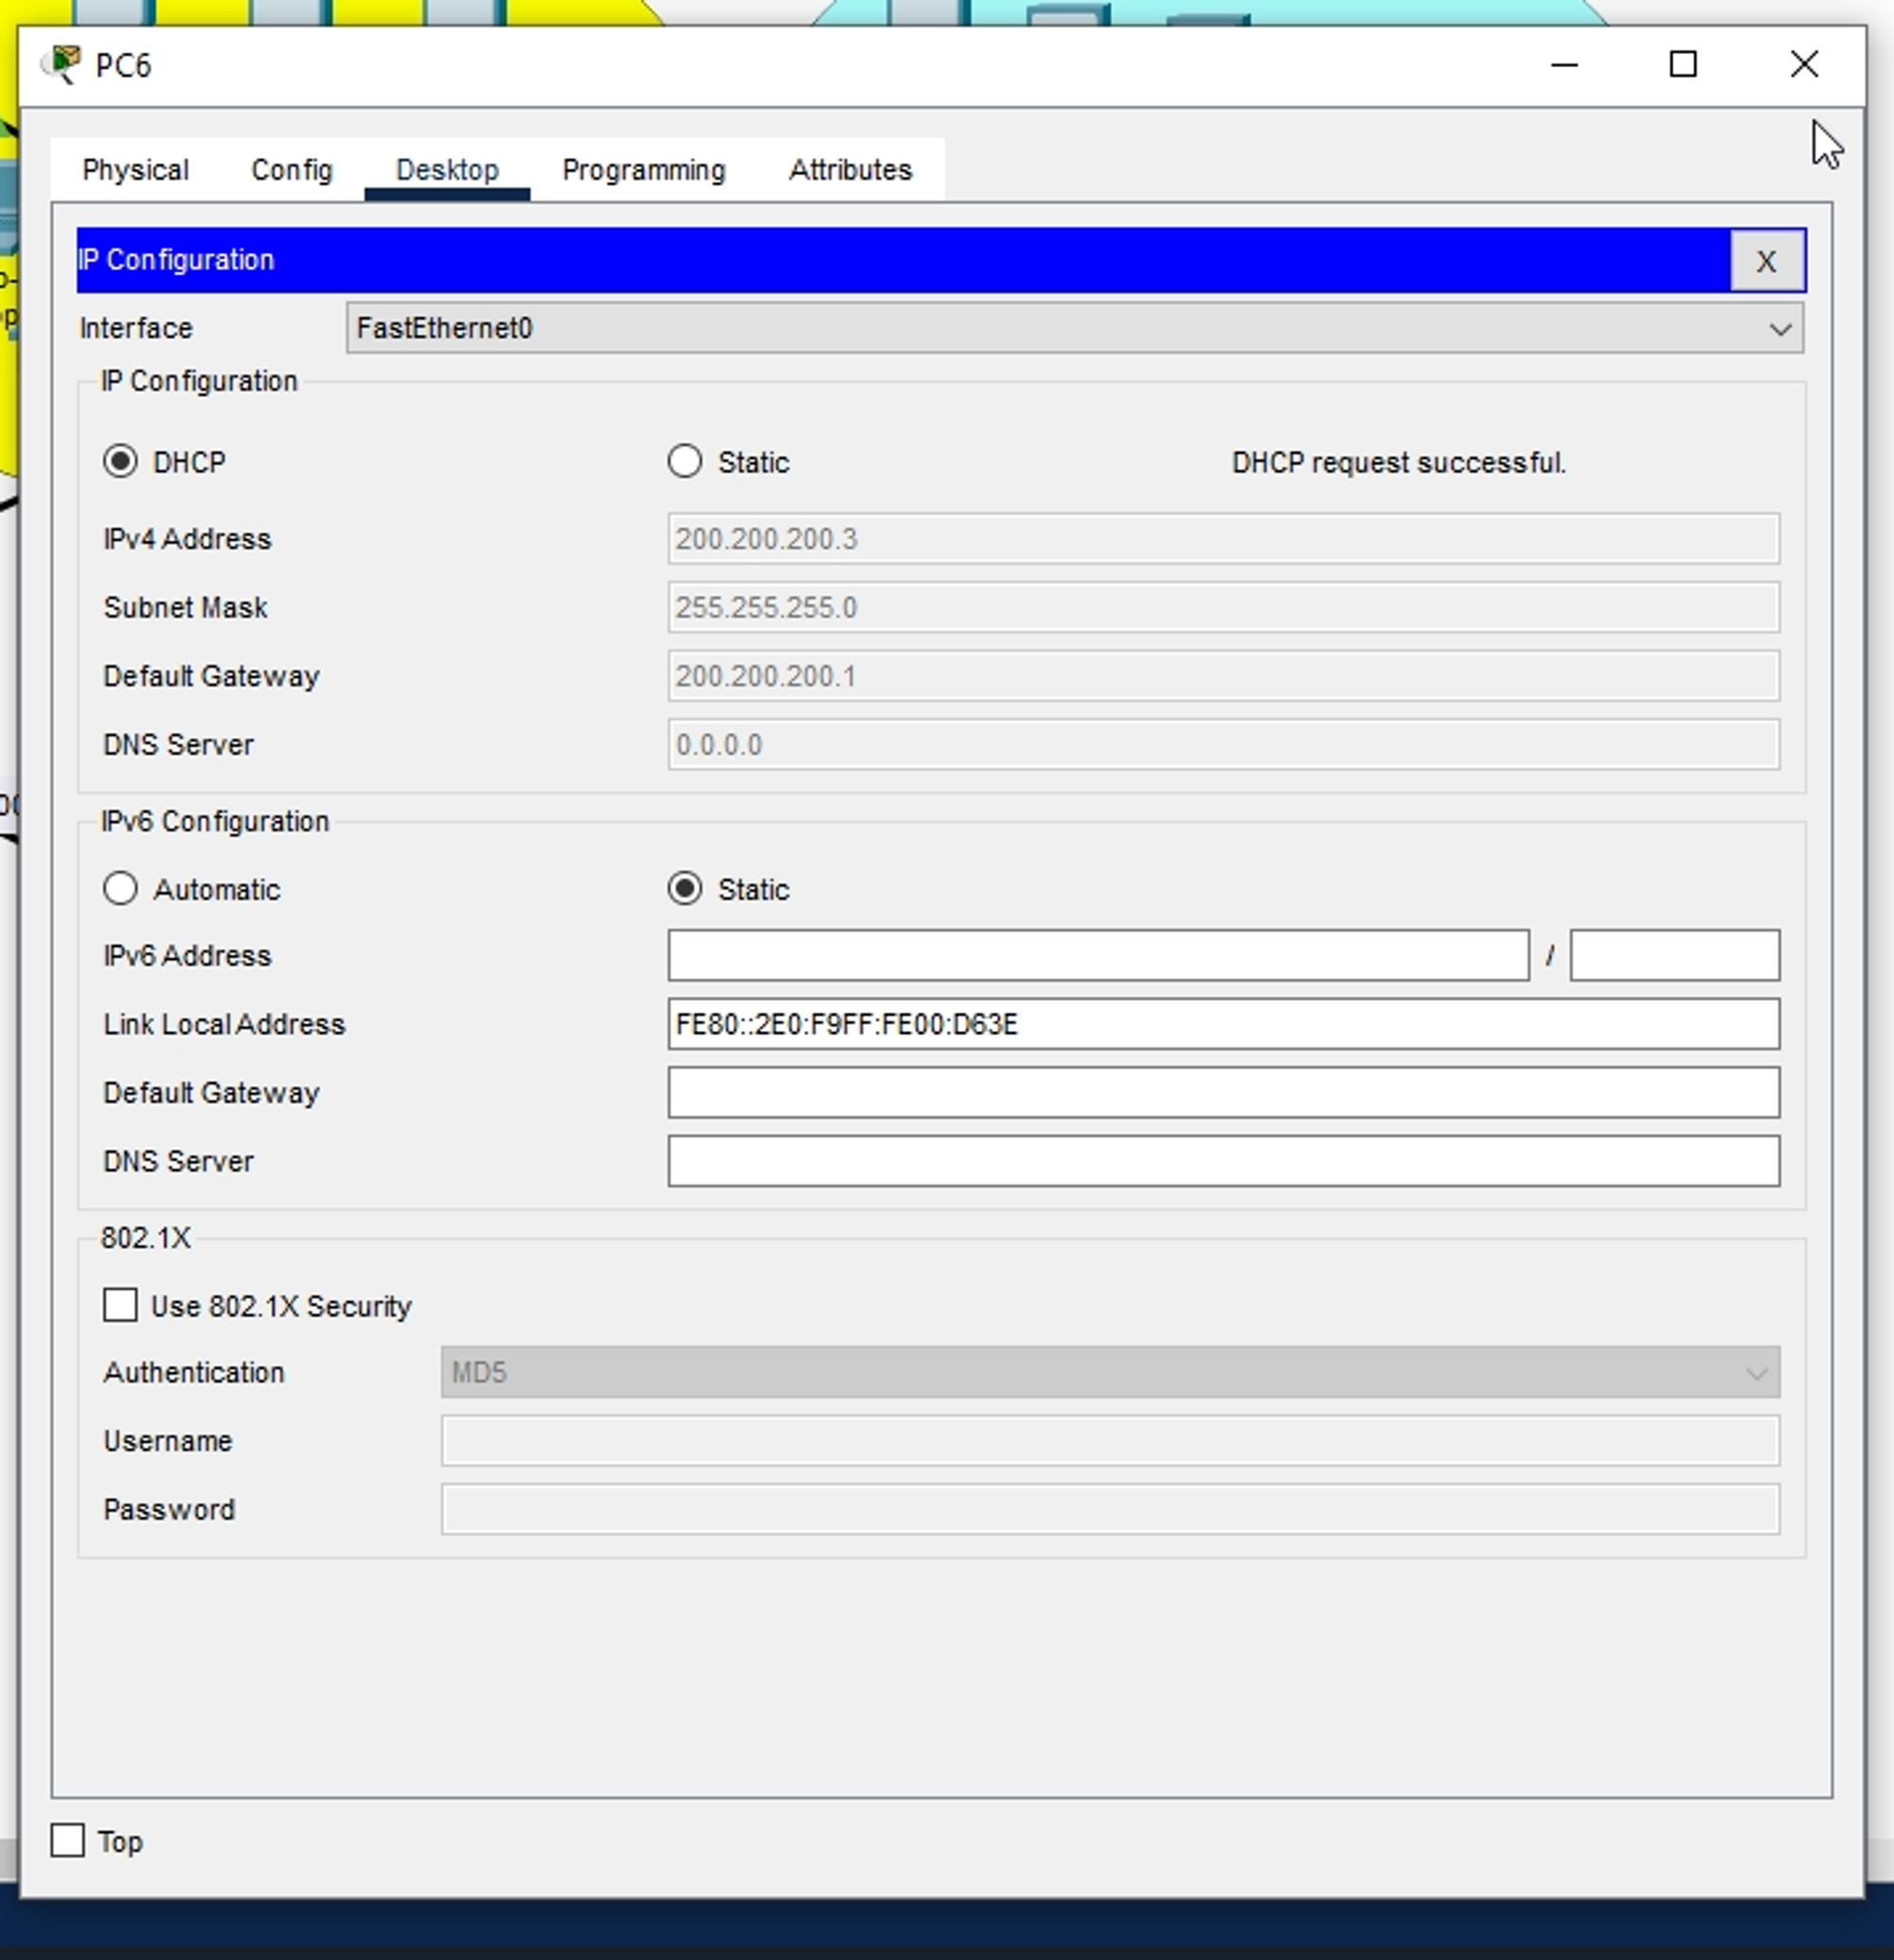 PC6
Physical Config Desktop Programming Attributes
IP Configuration X
Interface FastEthernet0
IP Configuration
DHCP Static DHCP request successful.
IPv4 Address 200.200.200.3
Subnet Mask 255.255.255.0
Default Gateway 200.200.200.1
DNS Server 0.0.0.0
IPv6 Configuration
Automatic Static
IPv6 Address /
Link Local Address FE80::2E0:F9FF:FE00:D63E
Default Gateway
DNS Server
802.1X
Use 802.1X Security
Authentication MD5
Username
Password
Top